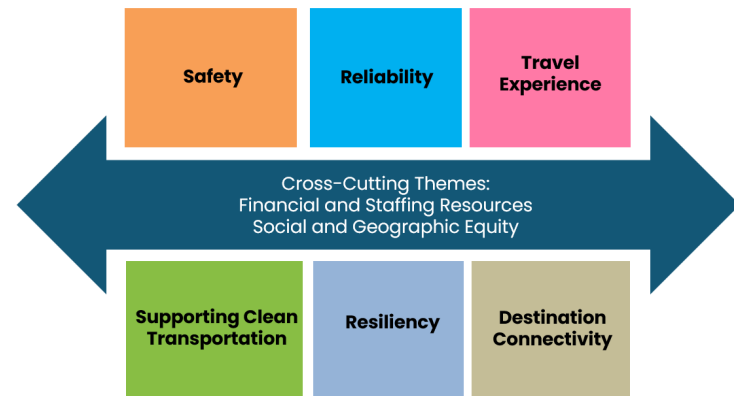 Safety
Reliability
Travel
Experience
Cross-Cutting Themes:
Financial and Staffing Resources
Social and Geographic Equity
Supporting Clean
Transportation
Resiliency
Destination
Connectivity